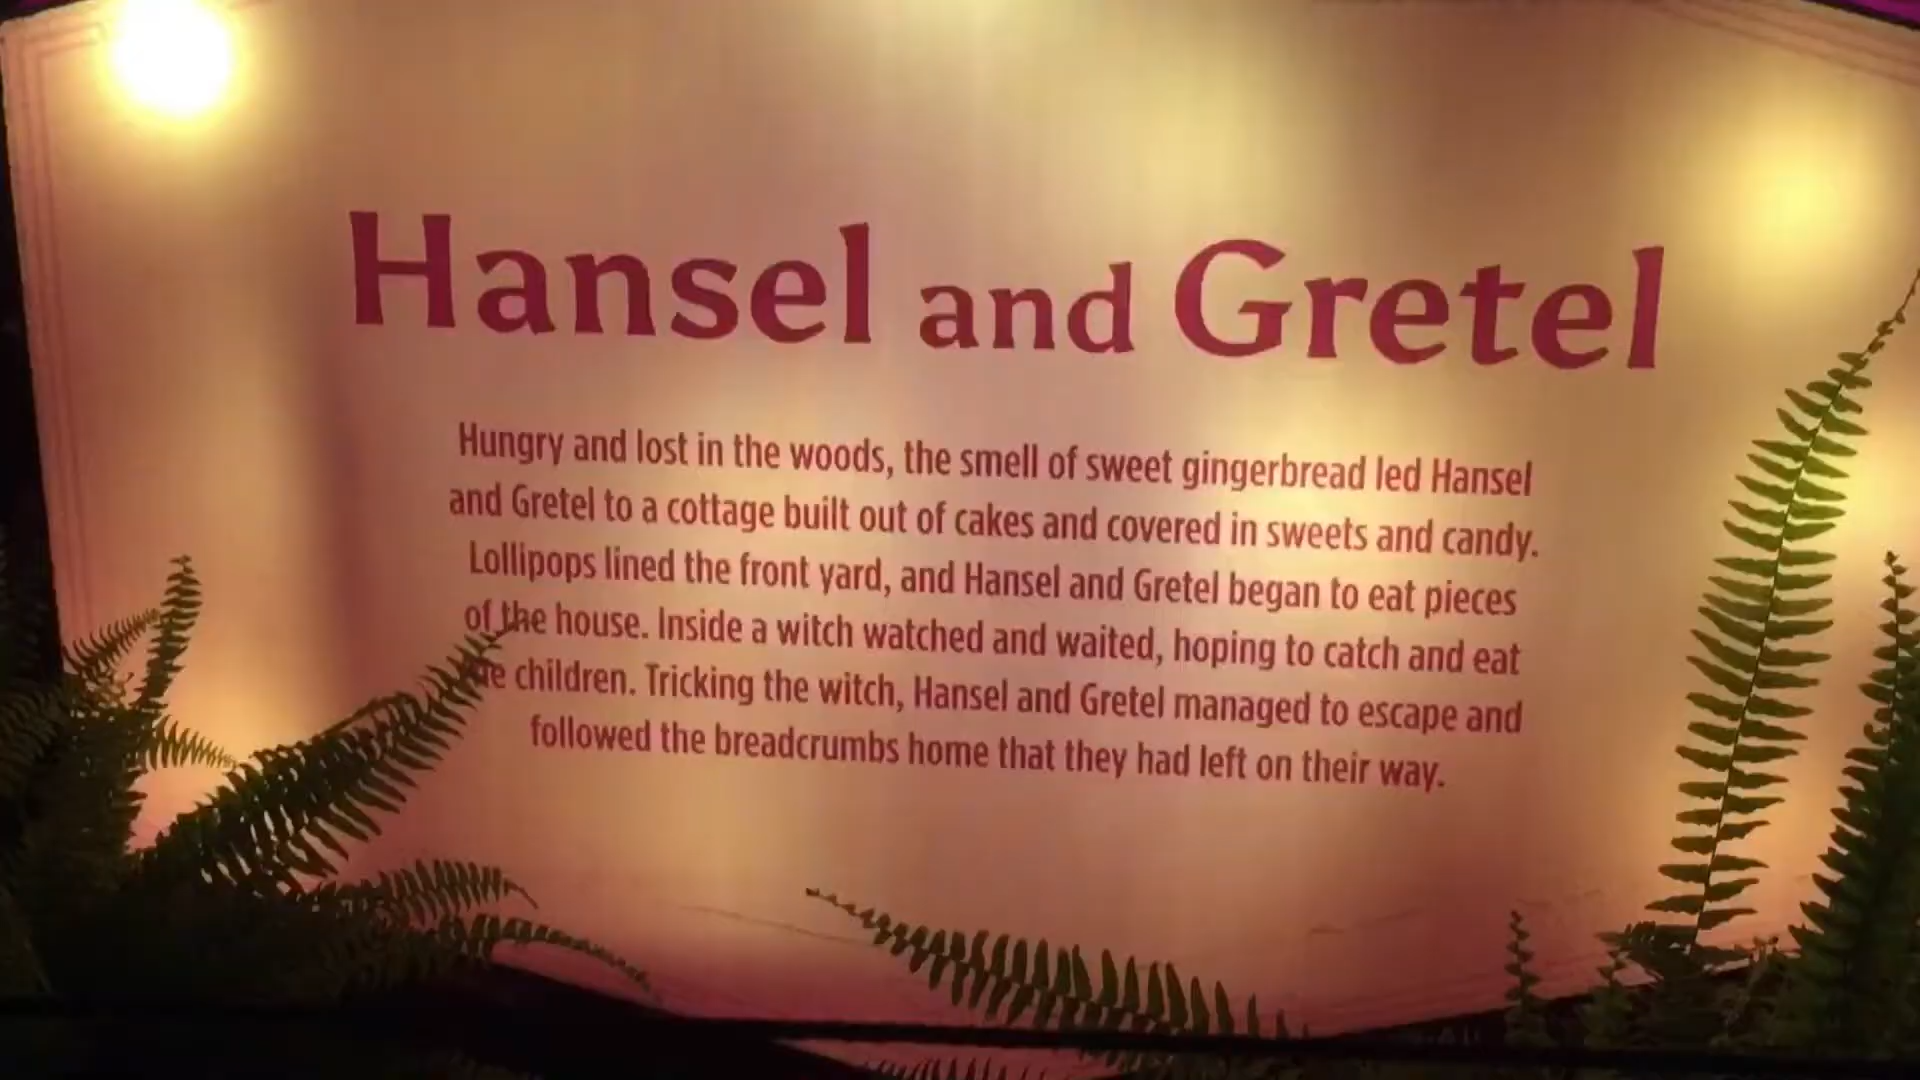 Hansel and Gretel
Hungry and lost in the woods, the smell of sweet gingerbread led Hansel
and Gretel to a cottage built out of cakes and covered in sweets and candy.
Lollipops lined the front yard, and Hansel and Gretel began to eat pieces
of the house. Inside a witch watched and waited, hoping to catch and eat
the children. Tricking the witch, Hansel and Gretel managed to escape and
followed the breadcrumbs home that they had left on their way.